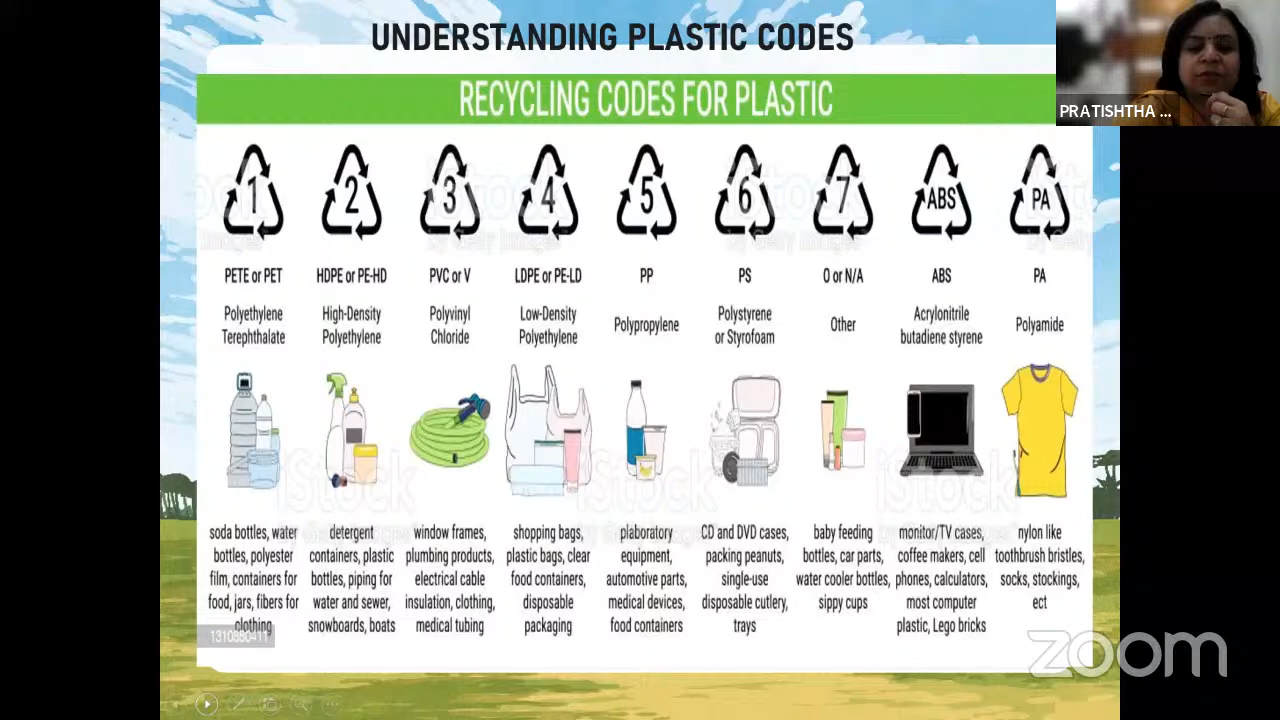 UNDERSTANDING PLASTIC CODES
PRATISHTHA ...
RECYCLING CODES FOR PLASTIC
1
2
3
4
5
6
7
ABS
PA
PETE or PET
HDPE or PE-HD
PVC or V
LDPE or PE-LD
PP
PS
O or N/A
ABS
PA
Polyethylene
Terephthalate
High-Density
Polyethylene
Polyvinyl
Chloride
Low-Density
Polyethylene
Polypropylene
Polystyrene
or Styrofoam
Other
Acrylonitrile
butadiene styrene
Polyamide
soda bottles, water
bottles, polyester
film, containers for
food, jars, fibers for
clothing
detergent
containers, plastic
bottles, piping for
water and sewer,
snowboards, boats
window frames,
plumbing products,
electrical cable
insulation, clothing,
medical tubing
shopping bags,
plastic bags, clear
food containers,
disposable
packaging
plaboratory
equipment,
automotive parts,
medical devices,
food containers
CD and DVD cases,
packing peanuts,
single-use
disposable cutlery,
trays
baby feeding
bottles, car parts,
water cooler bottles,
sippy cups
monitor/TV cases,
coffee makers, cell
phones, calculators,
most computer
plastic, Lego bricks
nylon like
toothbrush bristles,
socks, stockings,
ect
iStock
iStock
iStock
1310880411
zoom